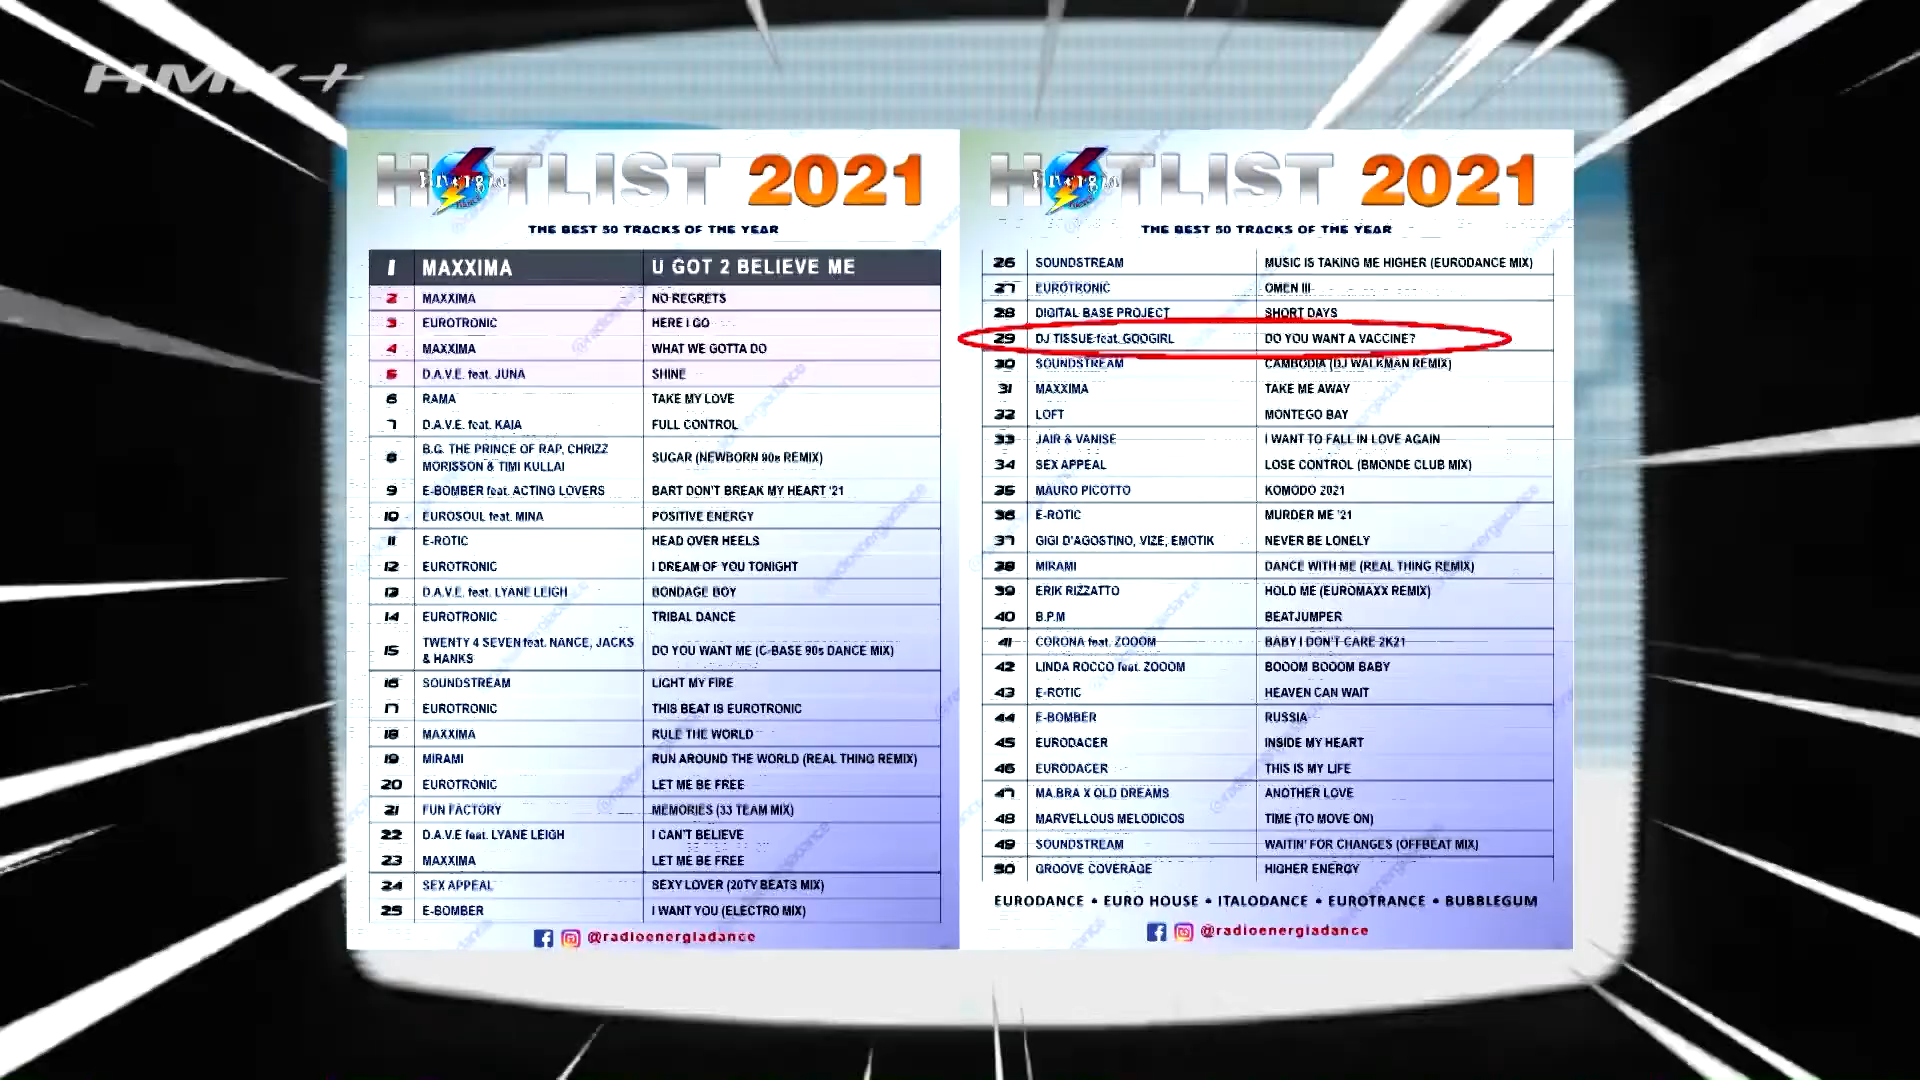 HMX+
HOTLIST 2021
Energia
THE BEST 50 TRACKS OF THE YEAR
1 MAXXIMA U GOT 2 BELIEVE ME
2 MAXXIMA NO REGRETS
3 EUROTRONIC HERE I GO
4 MAXXIMA WHAT WE GOTTA DO
5 D.A.V.E. feat. JUNA SHINE
6 RAMA TAKE MY LOVE
7 D.A.V.E. feat. KAIA FULL CONTROL
8 B.G. THE PRINCE OF RAP, CHRIZZ
MORISSON & TIMI KULLAI SUGAR (NEWBORN 90s REMIX)
9 E-BOMBER feat. ACTING LOVERS BART DON'T BREAK MY HEART '21
10 EUROSOUL feat. MINA POSITIVE ENERGY
11 E-ROTIC HEAD OVER HEELS
12 EUROTRONIC I DREAM OF YOU TONIGHT
13 D.A.V.E. feat. LYANE LEIGH BONDAGE BOY
14 EUROTRONIC TRIBAL DANCE
15 TWENTY 4 SEVEN feat. NANCE, JACKS
& HANKS DO YOU WANT ME (C-BASE 90s DANCE MIX)
16 SOUNDSTREAM LIGHT MY FIRE
17 EUROTRONIC THIS BEAT IS EUROTRONIC
18 MAXXIMA RULE THE WORLD
19 MIRAMI RUN AROUND THE WORLD (REAL THING REMIX)
20 EUROTRONIC LET ME BE FREE
21 FUN FACTORY MEMORIES (33 TEAM MIX)
22 D.A.V.E feat. LYANE LEIGH I CAN'T BELIEVE
23 MAXXIMA LET ME BE FREE
24 SEX APPEAL SEXY LOVER (20TY BEATS MIX)
25 E-BOMBER I WANT YOU (ELECTRO MIX)
@radioenergiadance
HOTLIST 2021
Energia
THE BEST 50 TRACKS OF THE YEAR
26 SOUNDSTREAM MUSIC IS TAKING ME HIGHER (EURODANCE MIX)
27 EUROTRONIC OMEN III
28 DIGITAL BASE PROJECT SHORT DAYS
29 DJ TISSUE feat. GOOGIRL DO YOU WANT A VACCINE?
30 SOUNDSTREAM CAMBODIA (DJ WALKMAN REMIX)
31 MAXXIMA TAKE ME AWAY
32 LOFT MONTEGO BAY
33 JAIR & VANISE I WANT TO FALL IN LOVE AGAIN
34 SEX APPEAL LOSE CONTROL (BMONDE CLUB MIX)
35 MAURO PICOTTO KOMODO 2021
36 E-ROTIC MURDER ME '21
37 GIGI D'AGOSTINO, VIZE, EMOTIK NEVER BE LONELY
38 MIRAMI DANCE WITH ME (REAL THING REMIX)
39 ERIK RIZZATTO HOLD ME (EUROMAXX REMIX)
40 B.P.M BEATJUMPER
41 CORONA feat. ZOOOM BABY I DON'T CARE 2K21
42 LINDA ROCCO feat. ZOOOM BOOOM BOOOM BABY
43 E-ROTIC HEAVEN CAN WAIT
44 E-BOMBER RUSSIA
45 EURODACER INSIDE MY HEART
46 EURODACER THIS IS MY LIFE
47 MA.BRA X OLD DREAMS ANOTHER LOVE
48 MARVELLOUS MELODICOS TIME (TO MOVE ON)
49 SOUNDSTREAM WAITIN' FOR CHANGES (OFFBEAT MIX)
50 GROOVE COVERAGE HIGHER ENERGY
EURODANCE • EURO HOUSE • ITALODANCE • EUROTRANCE • BUBBLEGUM
@radioenergiadance